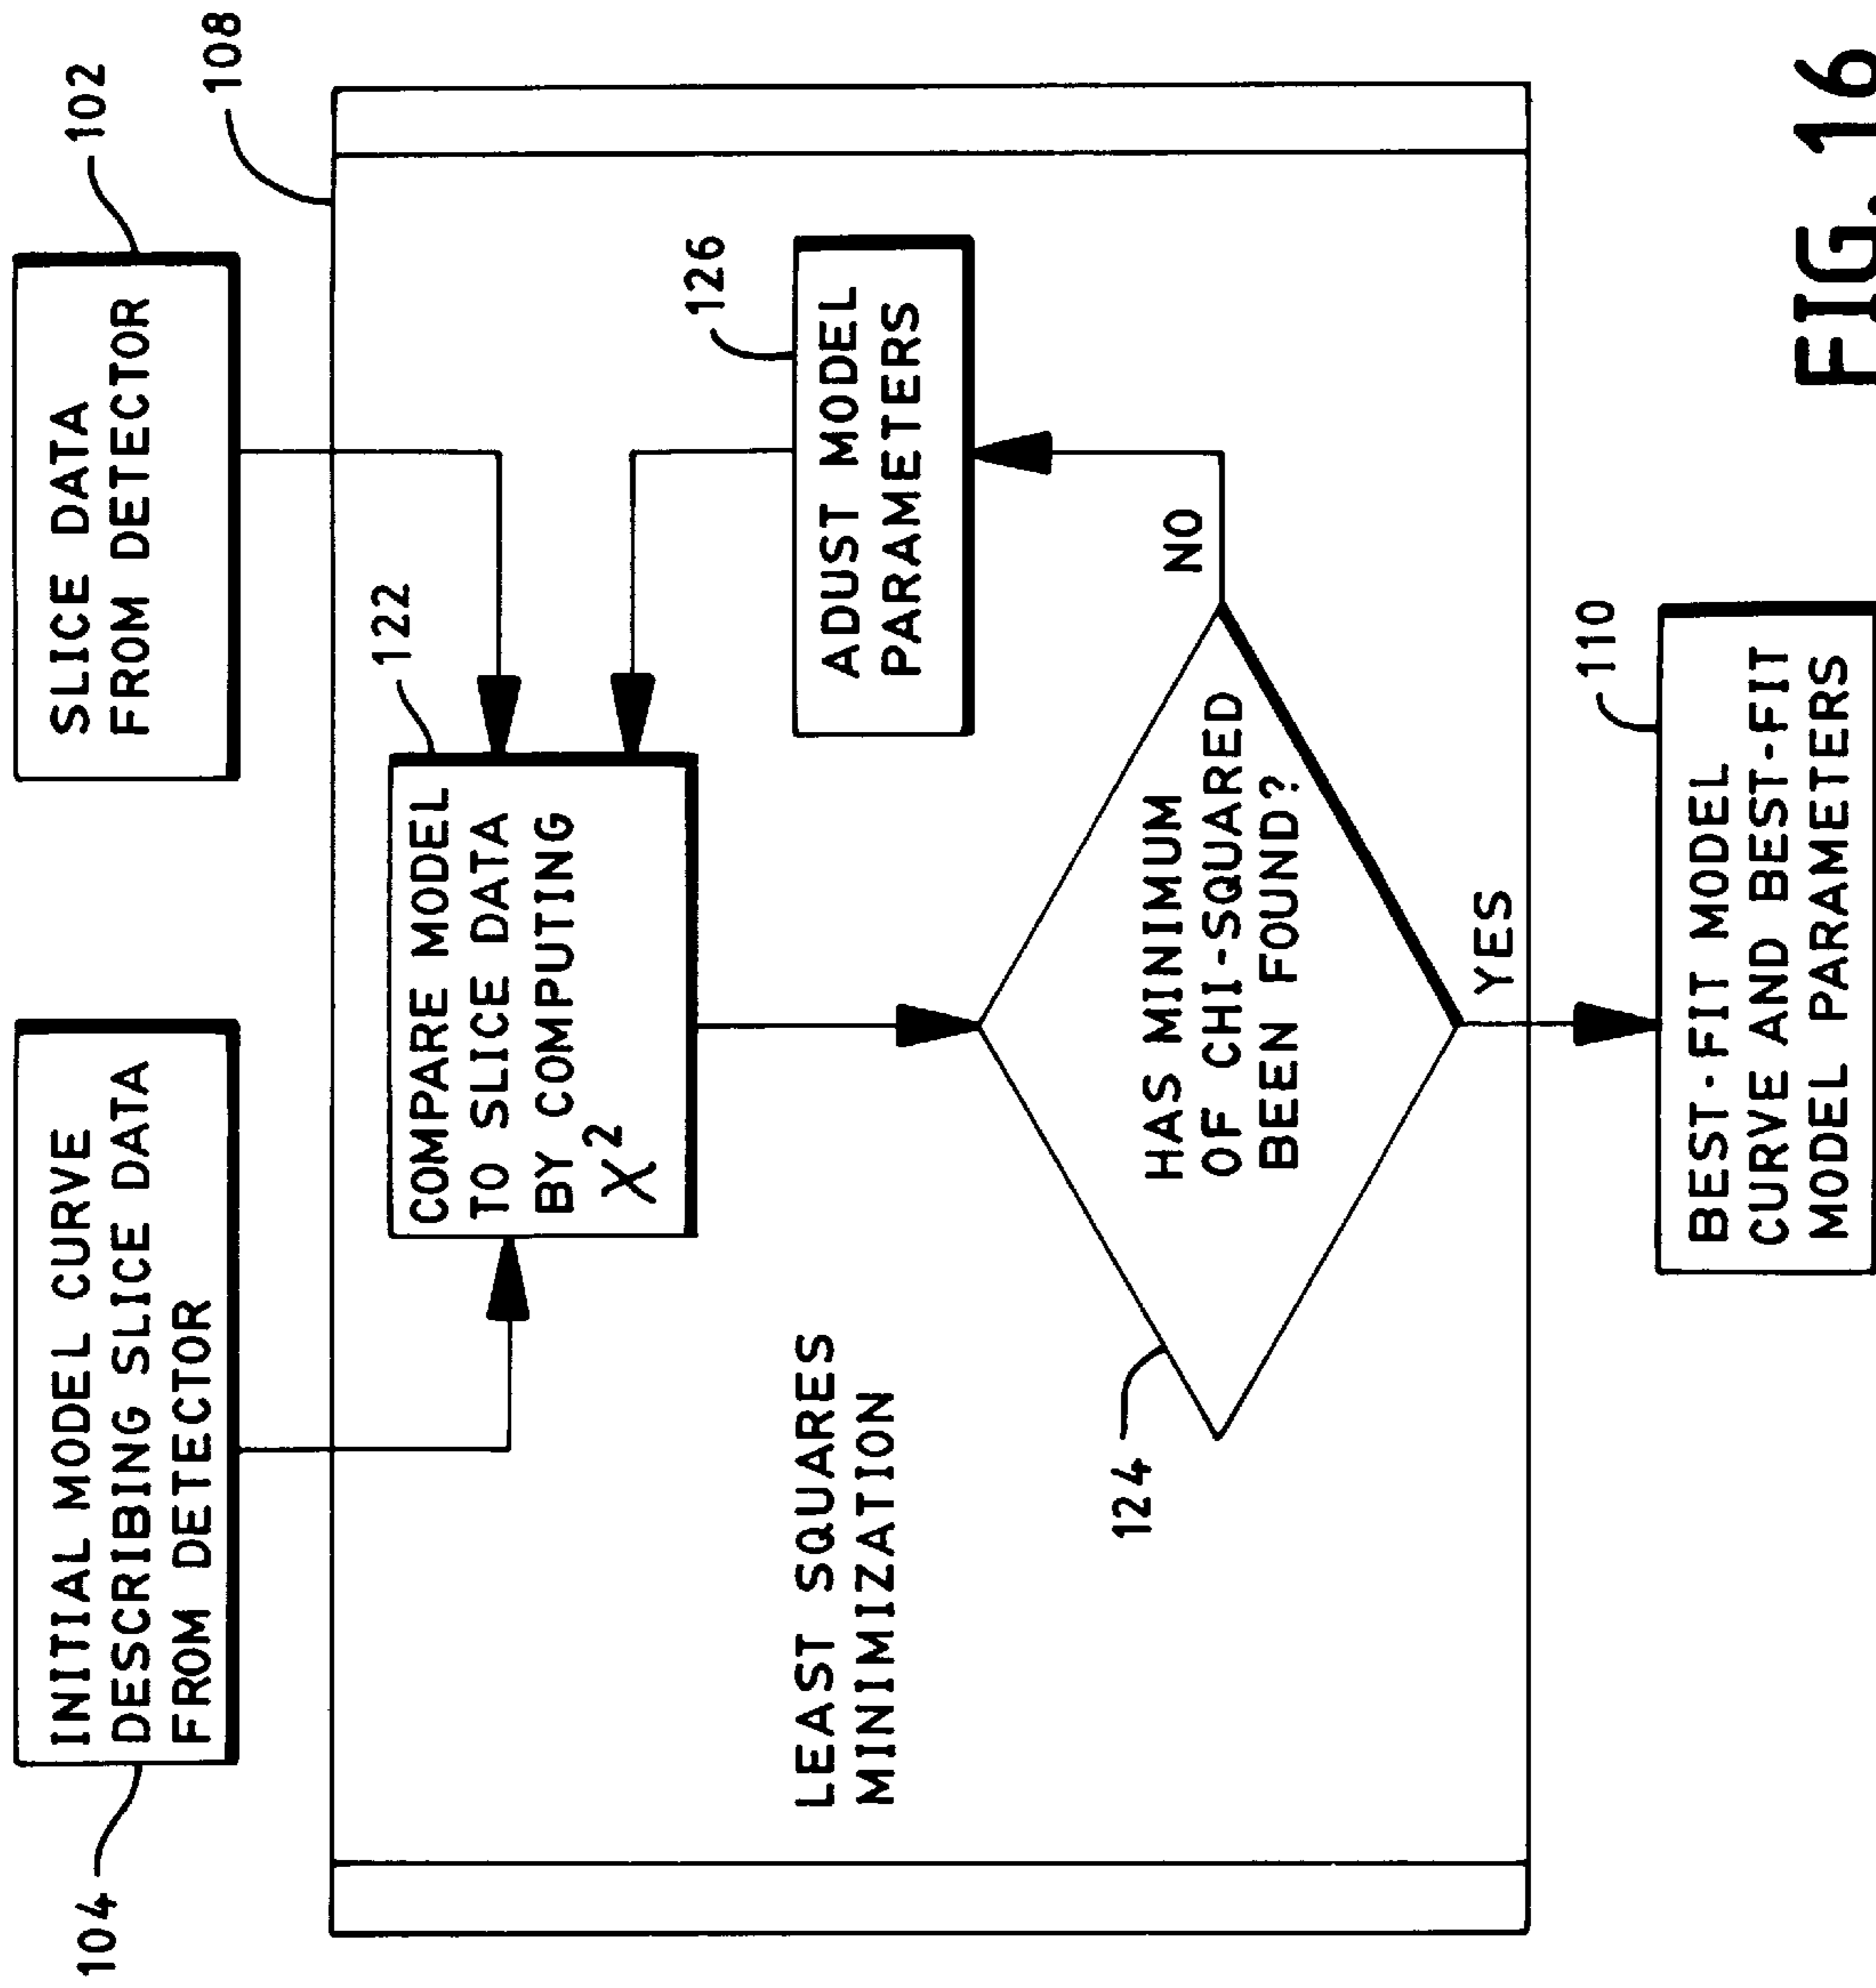 104
INITIAL MODEL CURVE
DESCRIBING SLICE DATA
FROM DETECTOR
SLICE DATA
FROM DETECTOR
102
108
COMPARE MODEL
TO SLICE DATA
BY COMPUTING
X²
122
LEAST SQUARES
MINIMIZATION
126
ADUST MODEL
PARAMETERS
124
HAS MINIMUM
OF CHI-SQUARED
BEEN FOUND?
NO
YES
110
BEST-FIT MODEL
CURVE AND BEST-FIT
MODEL PARAMETERS
FIG. 16